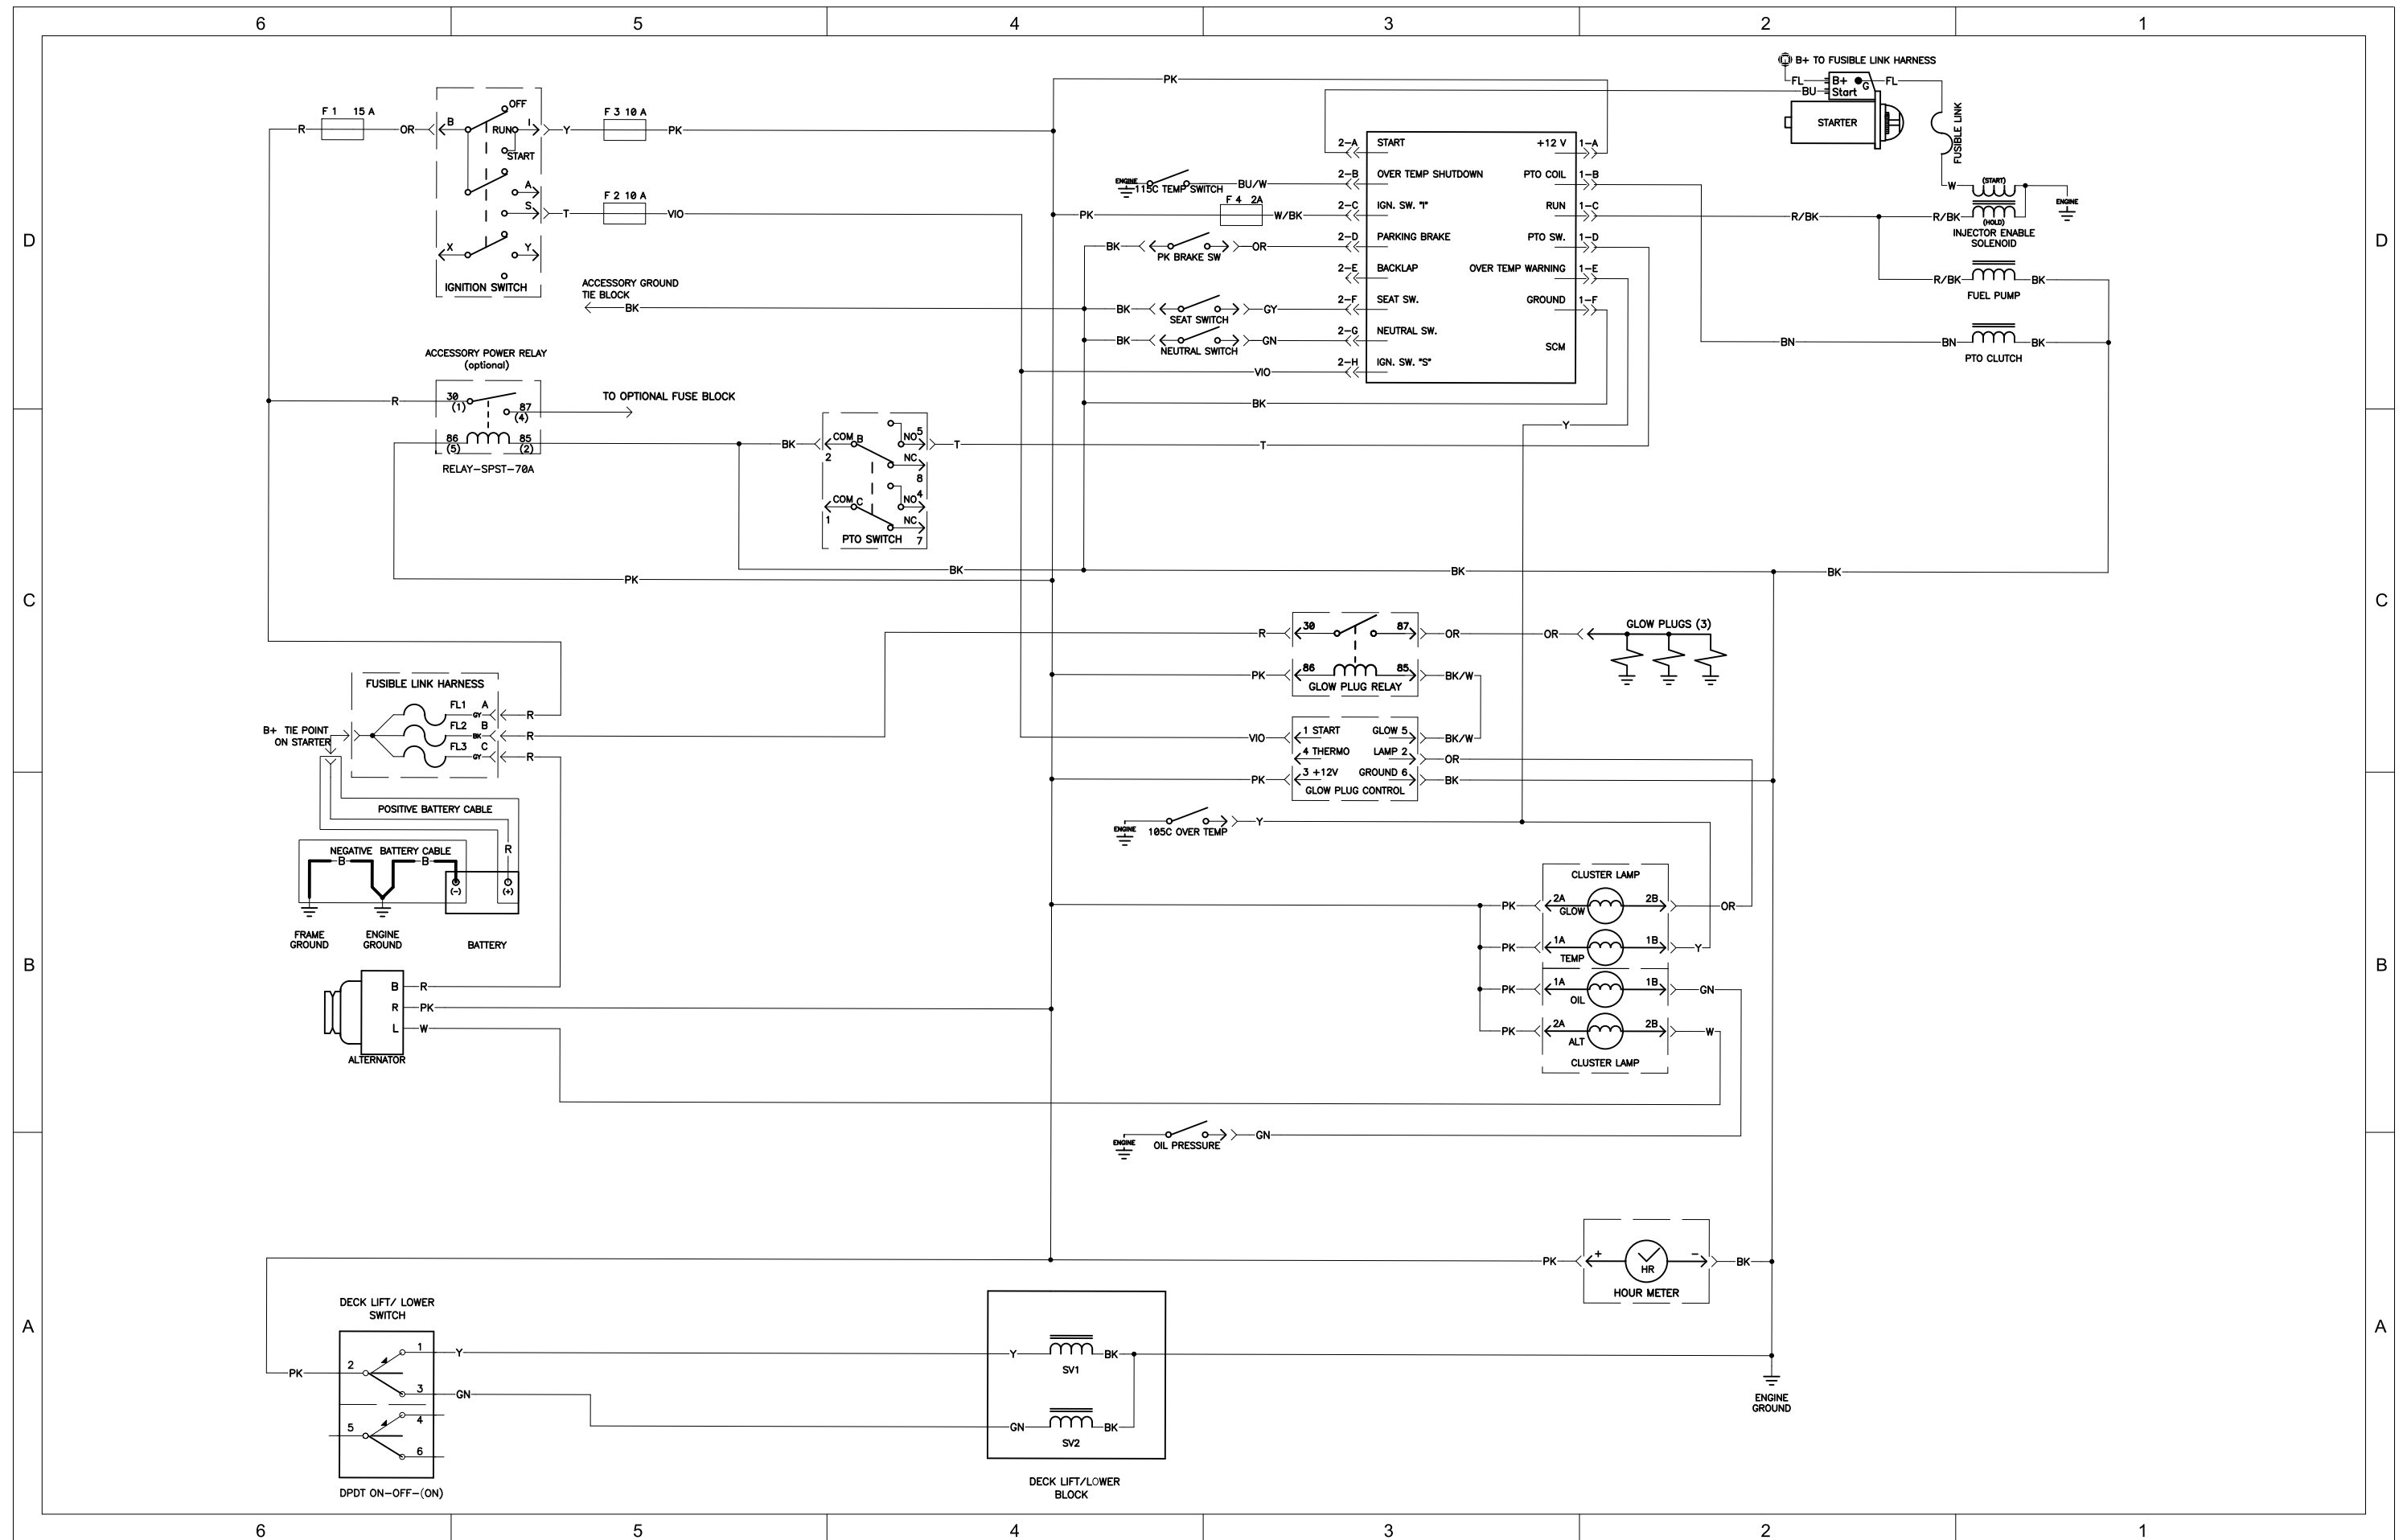 6 5 4 3 2 1
D
C
B
A
D
C
B
A
F 1 15 A
R
OR
B
OFF
RUN
I
START
A
S
X
Y
IGNITION SWITCH
Y
F 3 10 A
PK
T
F 2 10 A
VIO
ACCESSORY GROUND
TIE BLOCK
BK
ACCESSORY POWER RELAY
(optional)
R
30
(1)
87
(4)
86
(5)
85
(2)
RELAY-SPST-70A
TO OPTIONAL FUSE BLOCK
BK
COM B
2
NO 5
NC
8
COM C
1
NO 4
NC
7
PTO SWITCH
T
T
PK
BK
BK
BK
PK
BU
B+ TO FUSIBLE LINK HARNESS
FL
B+
G
Start
FL
STARTER
FUSIBLE LINK
W
(START)
(HOLD)
ENGINE
R/BK
R/BK
INJECTOR ENABLE
SOLENOID
R/BK
BK
FUEL PUMP
BN
BN
BK
PTO CLUTCH
2-A START
+12 V 1-A
2-B OVER TEMP SHUTDOWN
PTO COIL 1-B
2-C IGN. SW. "I"
RUN 1-C
2-D PARKING BRAKE
PTO SW. 1-D
2-E BACKLAP
OVER TEMP WARNING 1-E
2-F SEAT SW.
GROUND 1-F
2-G NEUTRAL SW.
SCM
2-H IGN. SW. "S"
ENGINE
115C TEMP SWITCH
BU/W
PK
F 4 2A
W/BK
BK
OR
PK BRAKE SW
BK
GY
SEAT SWITCH
BK
GN
NEUTRAL SWITCH
VIO
BK
Y
R
30
87
OR
OR
GLOW PLUGS (3)
PK
86
85
BK/W
GLOW PLUG RELAY
VIO
1 START
GLOW 5
BK/W
4 THERMO
LAMP 2
OR
PK
3 +12V
GROUND 6
BK
GLOW PLUG CONTROL
ENGINE
105C OVER TEMP
Y
FUSIBLE LINK HARNESS
FL1 A
GY
R
FL2 B
BK
R
FL3 C
GY
R
B+ TIE POINT
ON STARTER
POSITIVE BATTERY CABLE
NEGATIVE BATTERY CABLE
B
B
R
(-)
(+)
FRAME
GROUND
ENGINE
GROUND
BATTERY
B
R
R
PK
L
W
ALTERNATOR
CLUSTER LAMP
PK
2A
2B
OR
GLOW
PK
1A
1B
Y
TEMP
PK
1A
1B
GN
OIL
PK
2A
2B
W
ALT
CLUSTER LAMP
ENGINE
OIL PRESSURE
GN
PK
+
-
HR
BK
HOUR METER
DECK LIFT/ LOWER
SWITCH
PK
2
1
Y
3
GN
5
4
6
DPDT ON-OFF-(ON)
Y
BK
SV1
GN
BK
SV2
DECK LIFT/LOWER
BLOCK
ENGINE
GROUND
6 5 4 3 2 1